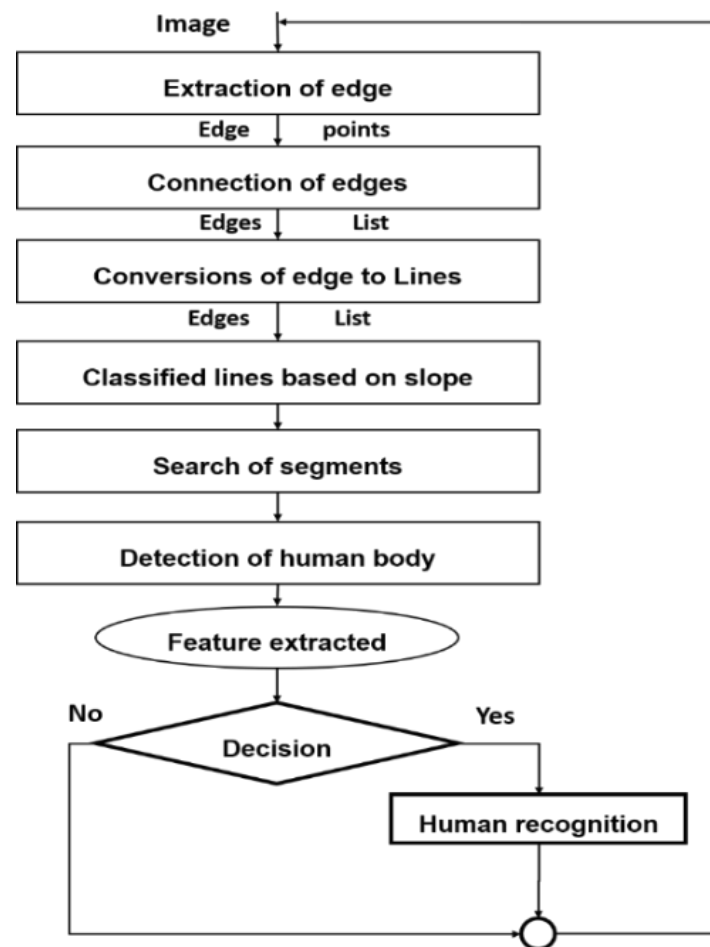 Image
Extraction of edge
Edge points
Connection of edges
Edges List
Conversions of edge to Lines
Edges List
Classified lines based on slope
Search of segments
Detection of human body
Feature extracted
No Yes
Decision
Human recognition